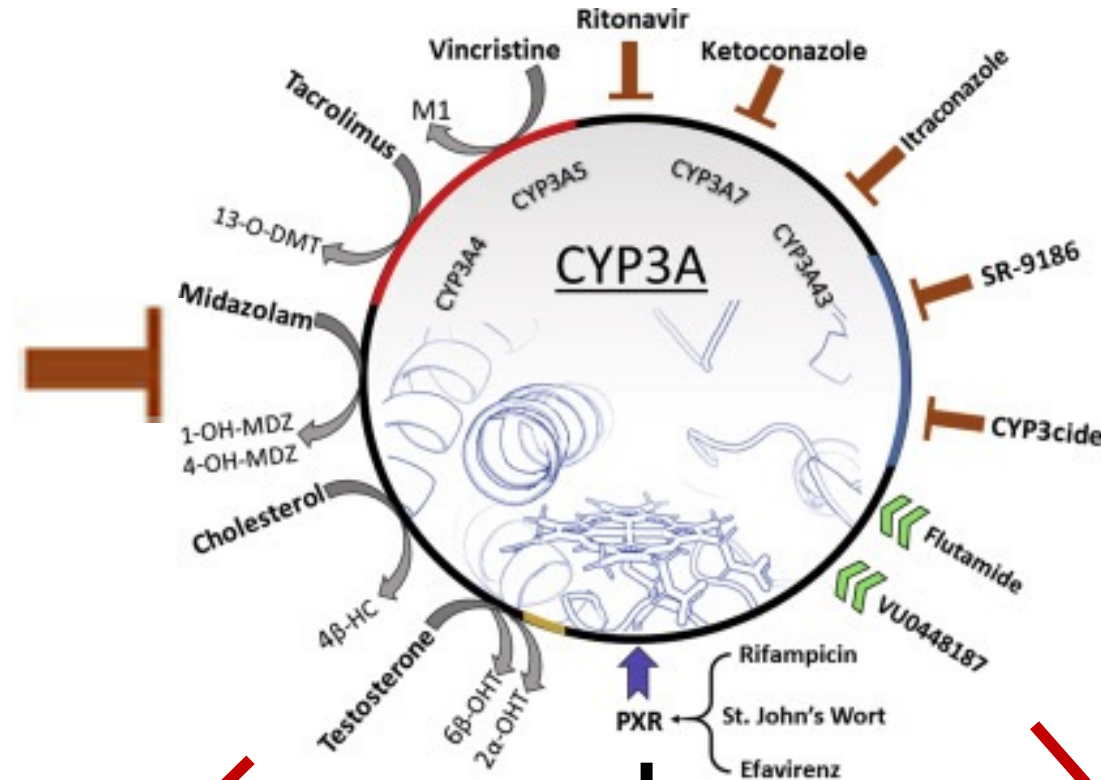 Ritonavir
Vincristine
Ketoconazole
Itraconazole
Tacrolimus
M1
CYP3A5
CYP3A7
13-O-DMT
CYP3A4
CYP3A
CYP3A43
SR-9186
Midazolam
1-OH-MDZ
4-OH-MDZ
CYP3cide
Cholesterol
Flutamide
4β-HC
VU0448187
Testosterone
6β-OHT
2α-OHT
PXR
Rifampicin
St. John's Wort
Efavirenz